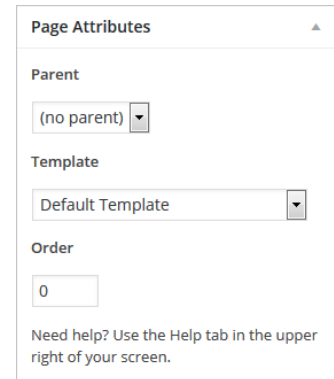 Page Attributes
Parent
(no parent)
Template
Default Template
Order
0
Need help? Use the Help tab in the upper
right of your screen.